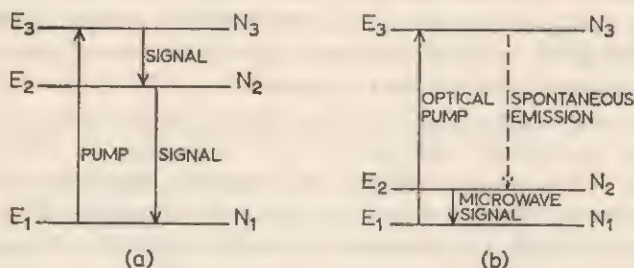 E3 N3
SIGNAL
E2 N2
PUMP SIGNAL
E1 N1
(a)
E3 N3
OPTICAL SPONTANEOUS
PUMP EMISSION
E2 N2
MICROWAVE
SIGNAL
E1 N1
(b)